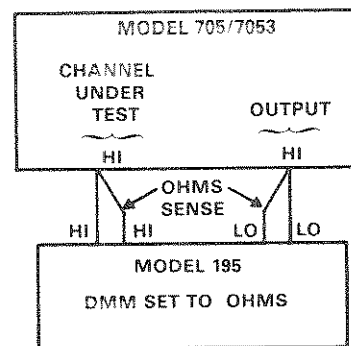 MODEL 705/7053
CHANNEL
UNDER
TEST
HI
OUTPUT
HI
OHMS
SENSE
HI HI LO LO
MODEL 195
DMM SET TO OHMS